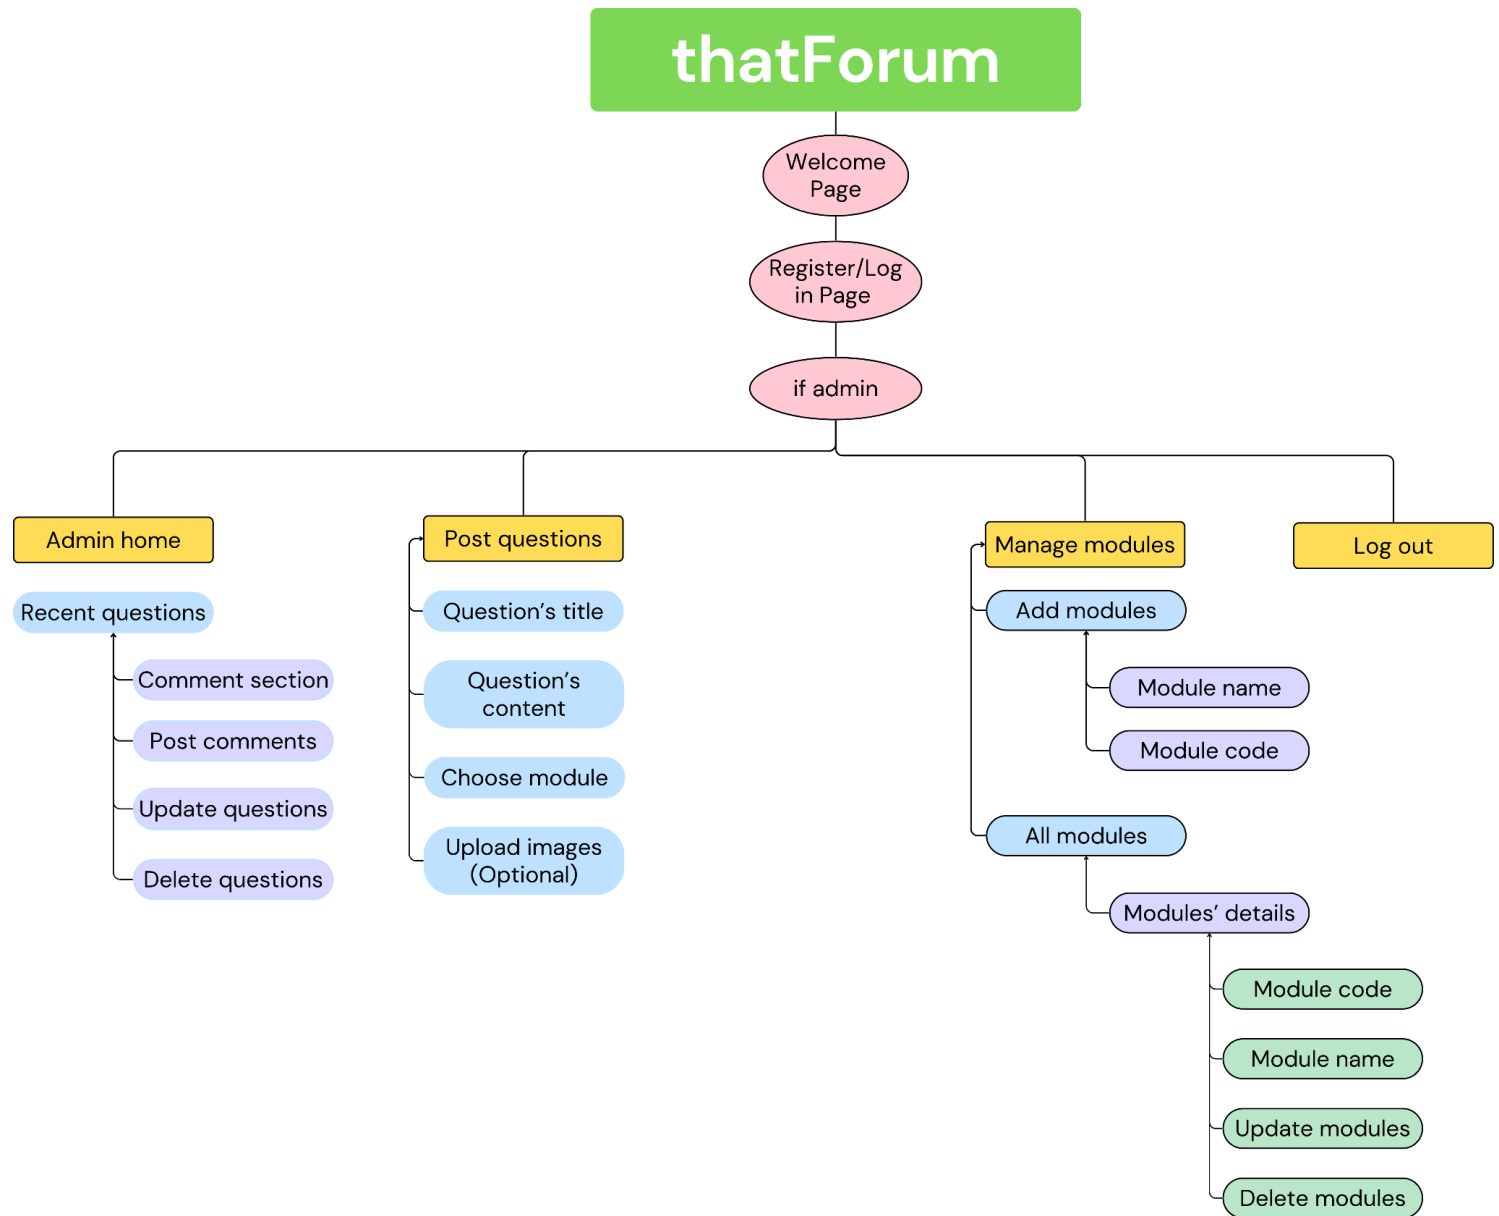 thatForum
Welcome
Page
Register/Log
in Page
if admin
Admin home
Recent questions
Comment section
Post comments
Update questions
Delete questions
Post questions
Question’s title
Question’s
content
Choose module
Upload images
(Optional)
Manage modules
Add modules
Module name
Module code
All modules
Modules’ details
Module code
Module name
Update modules
Delete modules
Log out